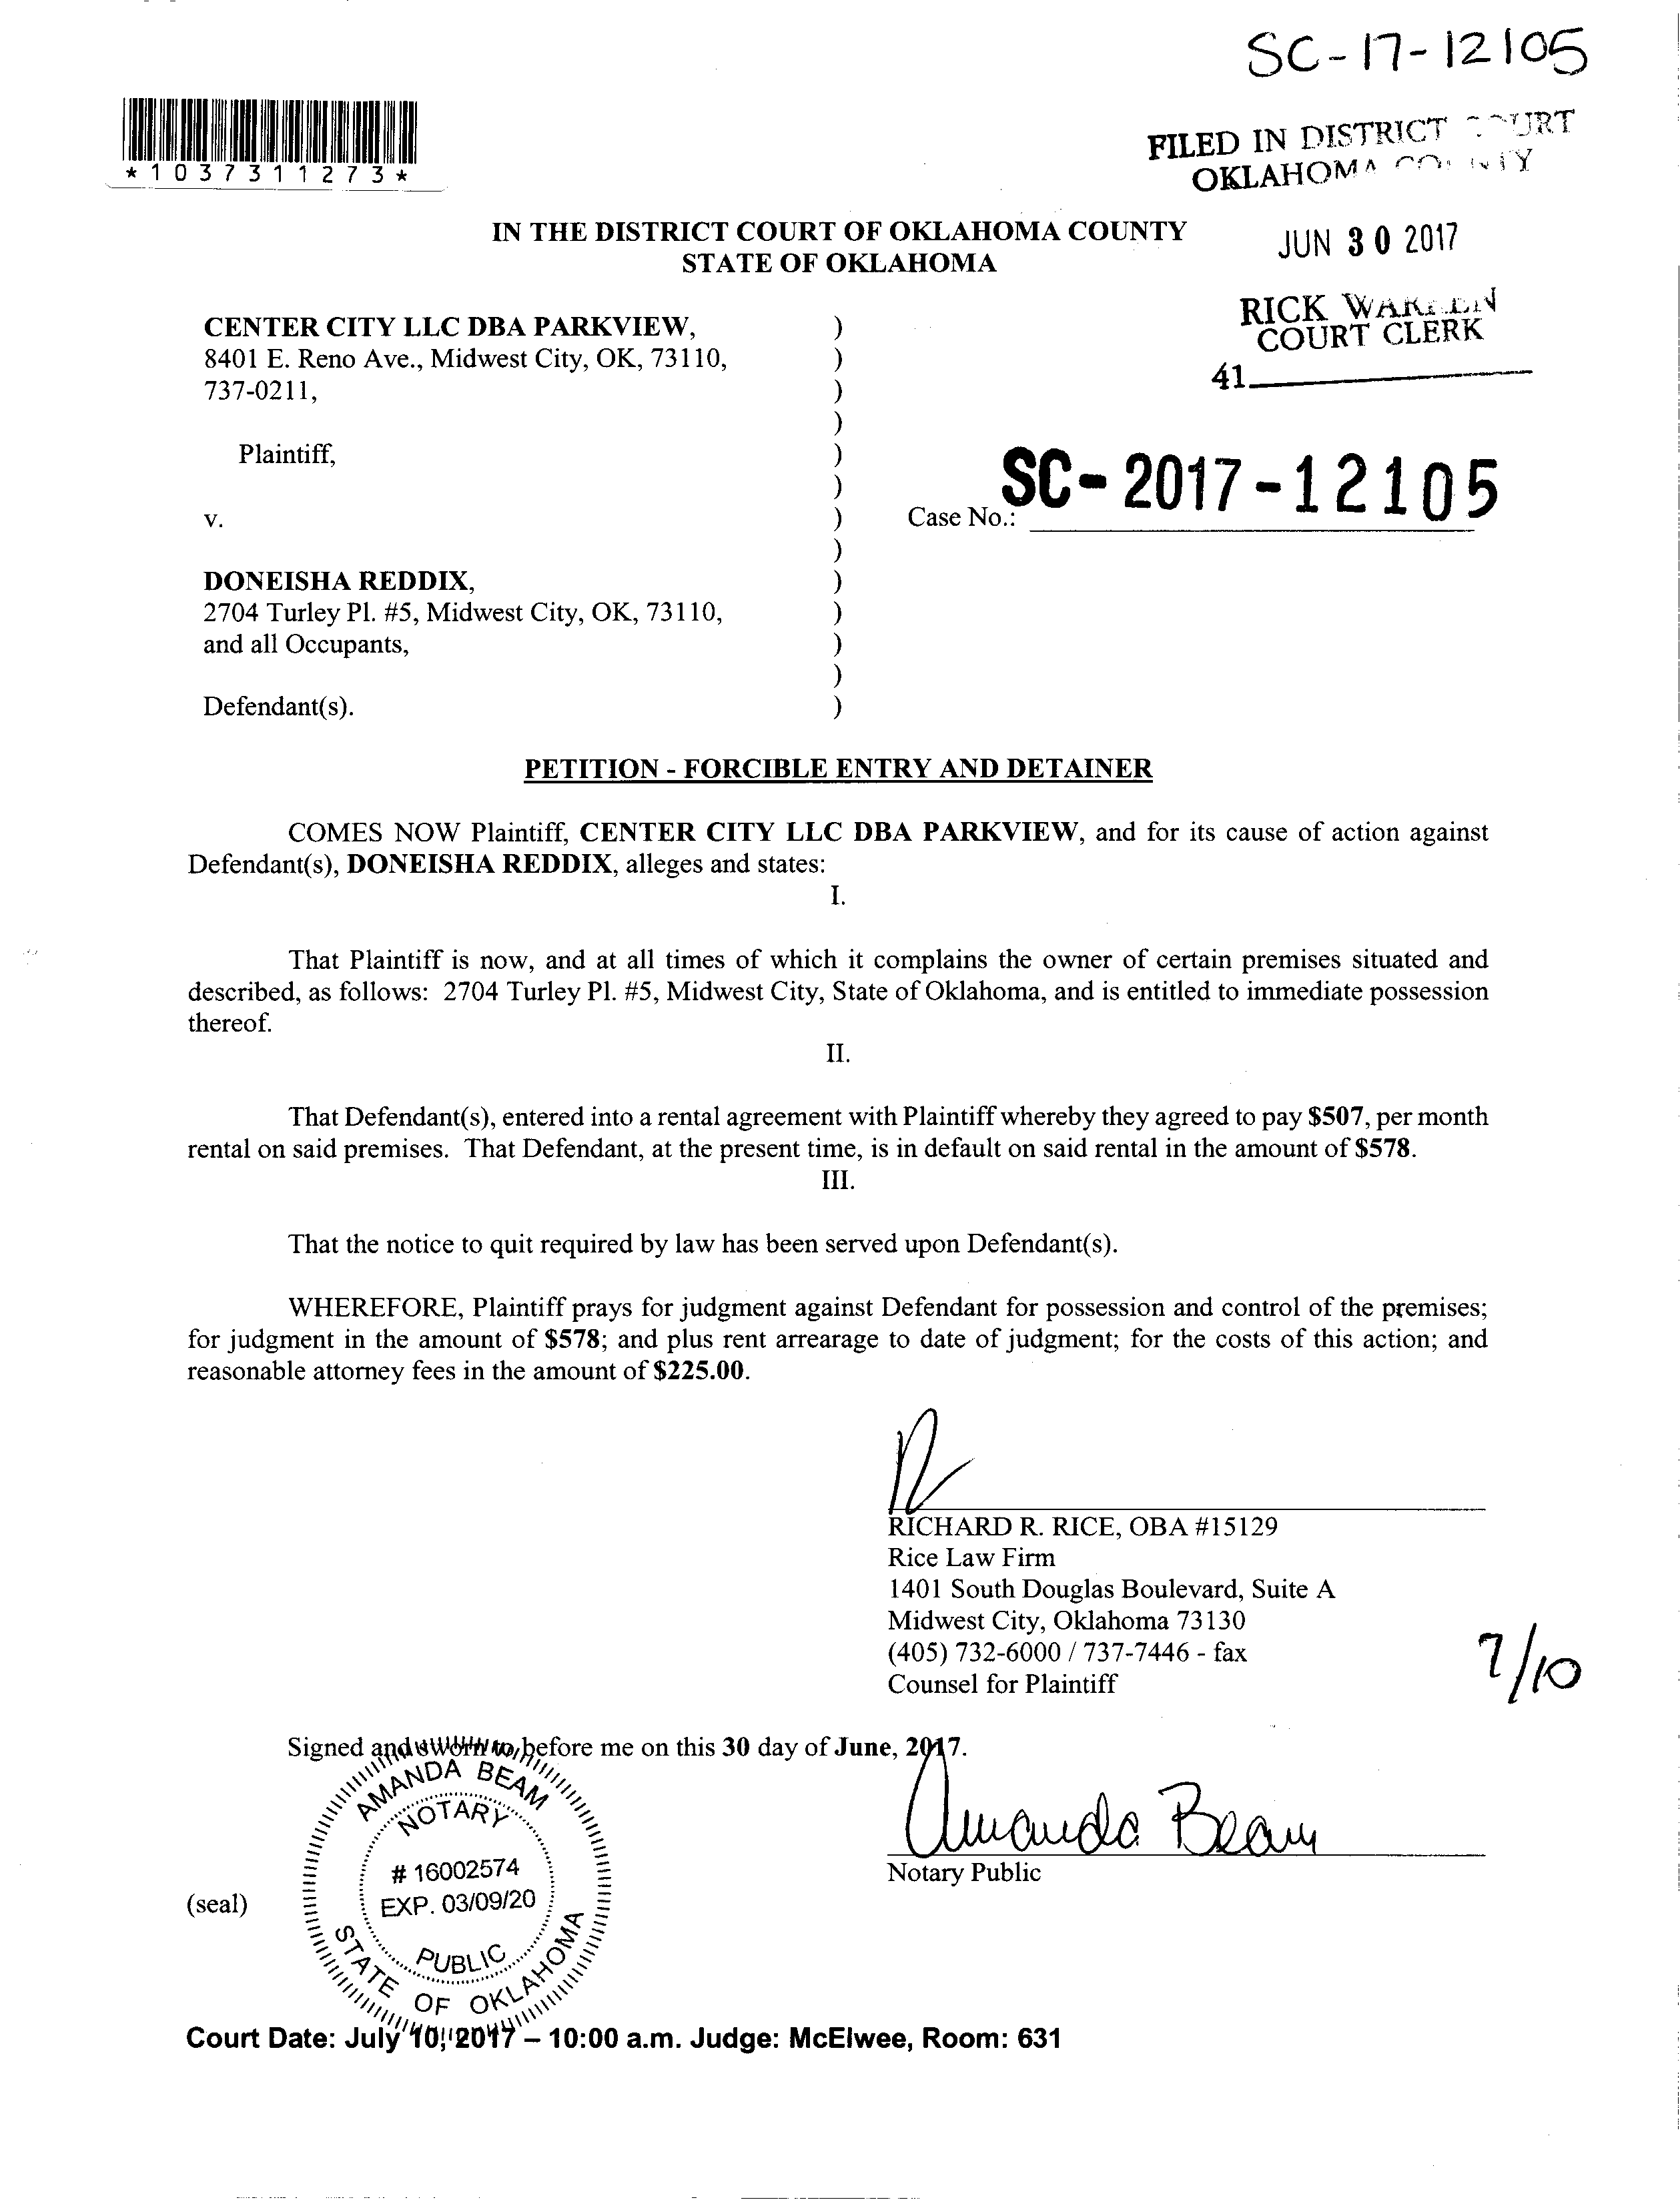 SC-17-12105
*1037311273*
FILED IN DISTRICT COURT
OKLAHOMA COUNTY
IN THE DISTRICT COURT OF OKLAHOMA COUNTY
STATE OF OKLAHOMA
JUN 30 2017
RICK WARREN
COURT CLERK
41
CENTER CITY LLC DBA PARKVIEW, )
8401 E. Reno Ave., Midwest City, OK, 73110, )
737-0211, )
)
Plaintiff, )
)
v. ) Case No.: SC-2017-12105
)
DONEISHA REDDIX, )
2704 Turley Pl. #5, Midwest City, OK, 73110, )
and all Occupants, )
)
Defendant(s). )
PETITION - FORCIBLE ENTRY AND DETAINER
COMES NOW Plaintiff, CENTER CITY LLC DBA PARKVIEW, and for its cause of action against
Defendant(s), DONEISHA REDDIX, alleges and states:
I.
That Plaintiff is now, and at all times of which it complains the owner of certain premises situated and
described, as follows: 2704 Turley Pl. #5, Midwest City, State of Oklahoma, and is entitled to immediate possession
thereof.
II.
That Defendant(s), entered into a rental agreement with Plaintiff whereby they agreed to pay $507, per month
rental on said premises. That Defendant, at the present time, is in default on said rental in the amount of $578.
III.
That the notice to quit required by law has been served upon Defendant(s).
WHEREFORE, Plaintiff prays for judgment against Defendant for possession and control of the premises;
for judgment in the amount of $578; and plus rent arrearage to date of judgment; for the costs of this action; and
reasonable attorney fees in the amount of $225.00.
RICHARD R. RICE, OBA #15129
Rice Law Firm
1401 South Douglas Boulevard, Suite A
Midwest City, Oklahoma 73130
(405) 732-6000 / 737-7446 - fax
Counsel for Plaintiff
7/10
Signed and sworn to before me on this 30 day of June, 2017.
Amanda Beam
Notary Public
(seal)
AMANDA BEAM
NOTARY
# 16002574
EXP. 03/09/20
PUBLIC
STATE OF OKLAHOMA
Court Date: July 10, 2017 – 10:00 a.m. Judge: McElwee, Room: 631